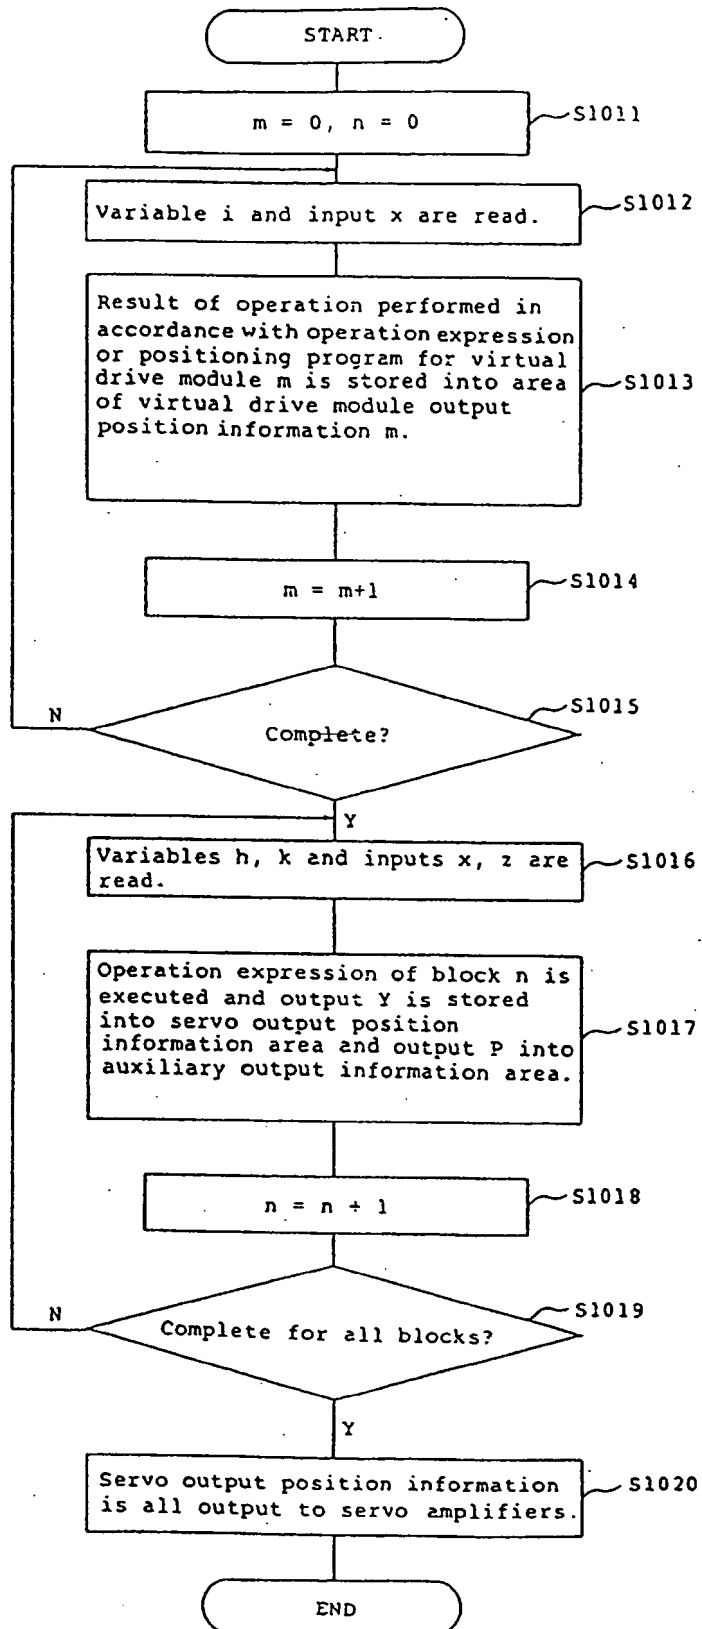 START
m = 0, n = 0
S1011
Variable i and input x are read.
S1012
Result of operation performed in
accordance with operation expression
or positioning program for virtual
drive module m is stored into area
of virtual drive module output
position information m.
S1013
m = m+1
S1014
Complete?
S1015
N
Y
Variables h, k and inputs x, z are
read.
S1016
Operation expression of block n is
executed and output Y is stored
into servo output position
information area and output P into
auxiliary output information area.
S1017
n = n ÷ 1
S1018
Complete for all blocks?
S1019
N
Y
Servo output position information
is all output to servo amplifiers.
S1020
END